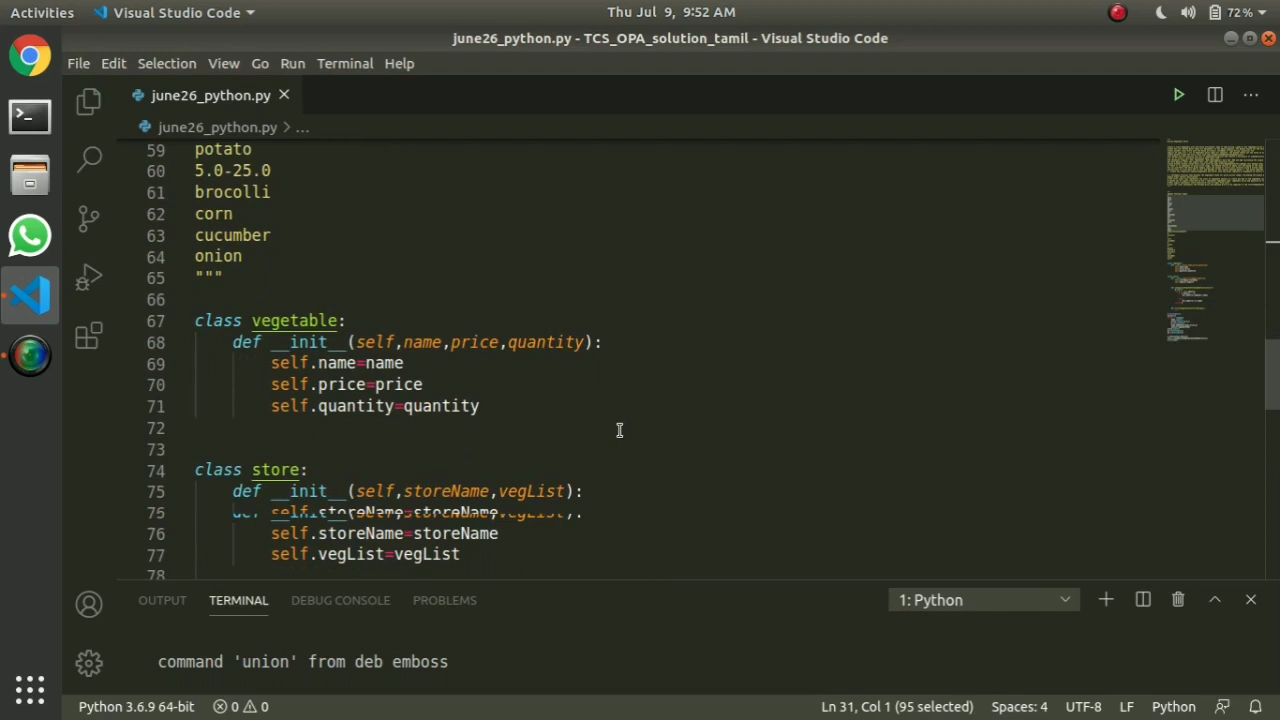 Activities Visual Studio Code Thu Jul 9, 9:52 AM 72%
june26_python.py - TCS_OPA_solution_tamil - Visual Studio Code
File Edit Selection View Go Run Terminal Help
june26_python.py
june26_python.py > ...
59 potato
60 5.0-25.0
61 brocolli
62 corn
63 cucumber
64 onion
65 """
66
67 class vegetable:
68 def __init__(self,name,price,quantity):
69 self.name=name
70 self.price=price
71 self.quantity=quantity
72
73
74 class store:
75 def __init__(self,storeName,vegList):
75
76 self.storeName=storeName
77 self.vegList=vegList
78
OUTPUT TERMINAL DEBUG CONSOLE PROBLEMS 1: Python
command 'union' from deb emboss
Python 3.6.9 64-bit 0 0 Ln 31, Col 1 (95 selected) Spaces: 4 UTF-8 LF Python